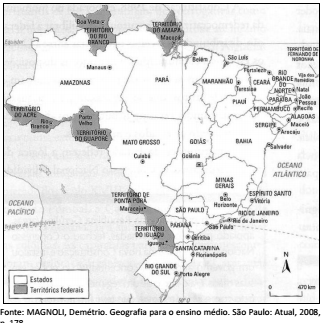 Boa Vista
TERRITÓRIO
DO RIO
BRANCO
TERRITÓRIO
DO AMAPÁ
Macapá
Equador
Belém
São Luís
TERRITÓRIO DE
FERNANDO DE
NORONHA
Manaus
Fortaleza
RIO
GRANDE
DO
NORTE
Vila dos
Remédios
AMAZONAS
PARÁ
MARANHÃO
CEARÁ
Natal
Teresina
PARAÍBA
João
Pessoa
PIAUÍ
PERNAMBUCO
Recife
TERRITÓRIO
DO ACRE
Rio
Branco
Porto
Velho
ALAGOAS
Maceió
TERRITÓRIO
DO GUAPORÉ
SERGIPE
Aracaju
MATO GROSSO
GOIÁS
BAHIA
Salvador
Cuiabá
Goiânia
OCEANO
ATLÂNTICO
MINAS
GERAIS
TERRITÓRIO DE
PONTA PORÃ
Maracaju
Belo
Horizonte
ESPÍRITO SANTO
Vitória
OCEANO
PACÍFICO
SÃO PAULO
RIO DE JANEIRO
Rio de Janeiro
São Paulo
Trópico de Capricórnio
TERRITÓRIO
DO IGUAÇU
PARANÁ
Iguaçu
Curitiba
SANTA CATARINA
Florianópolis
N
RIO GRANDE
DO SUL
Porto Alegre
Estados
Territórios federais
0 470 km
Fonte: MAGNOLI, Demétrio. Geografia para o ensino médio. São Paulo: Atual, 2008,
p. 178